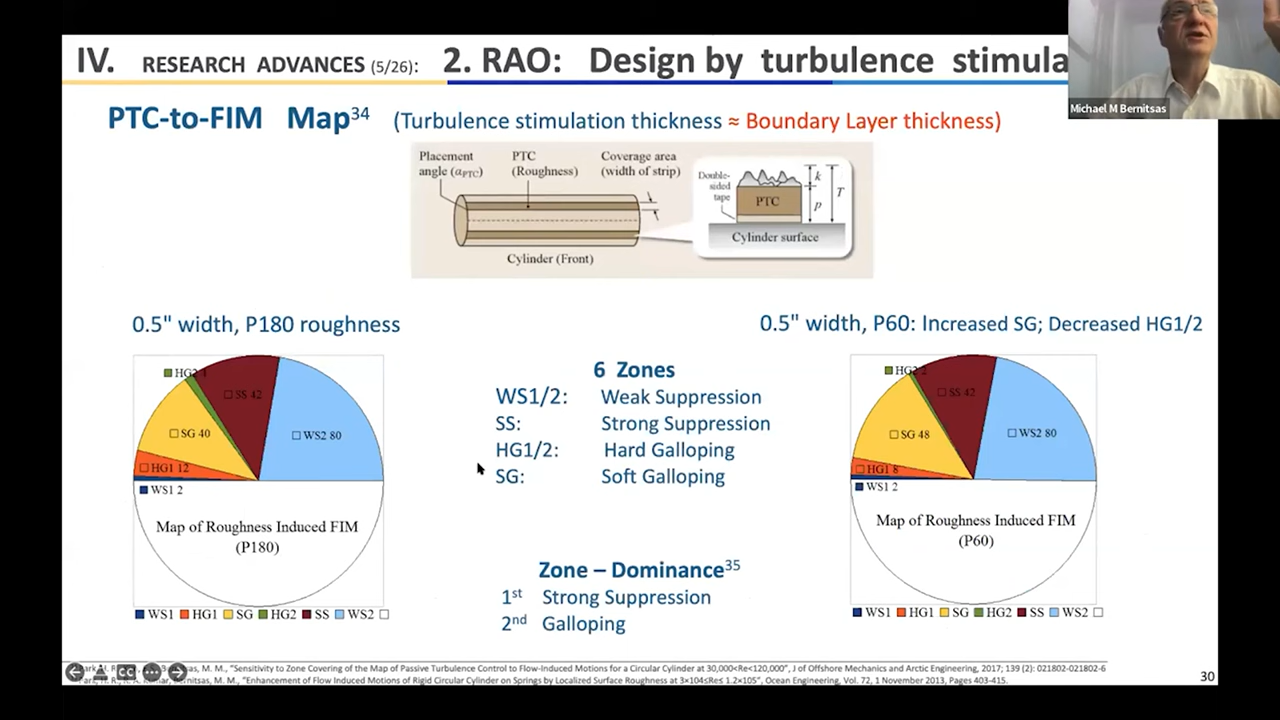 IV. RESEARCH ADVANCES (5/26): 2. RAO: Design by turbulence stimula
Michael M Bernitsas
PTC-to-FIM Map34 (Turbulence stimulation thickness ≈ Boundary Layer thickness)
Placement angle (αPTC)
PTC (Roughness)
Coverage area (width of strip)
Double-sided tape
PTC
k
p
T
Cylinder surface
Cylinder (Front)
0.5" width, P180 roughness
0.5" width, P60: Increased SG; Decreased HG1/2
HG2
SS 42
SG 40
WS2 80
HG1 12
WS1 2
Map of Roughness Induced FIM
(P180)
WS1 HG1 SG HG2 SS WS2
6 Zones
WS1/2: Weak Suppression
SS: Strong Suppression
HG1/2: Hard Galloping
SG: Soft Galloping
Zone – Dominance35
1st Strong Suppression
2nd Galloping
HG2 2
SS 42
SG 48
WS2 80
HG1 8
WS1 2
Map of Roughness Induced FIM
(P60)
WS1 HG1 SG HG2 SS WS2
M. M., "Sensitivity to Zone Covering of the Map of Passive Turbulence Control to Flow-Induced Motions for a Circular Cylinder at 30,000<Re<120,000", J of Offshore Mechanics and Arctic Engineering, 2017; 139 (2): 021802-021802-6
Bernitsas, M. M., "Enhancement of Flow Induced Motions of Rigid Circular Cylinder on Springs by Localized Surface Roughness at 3×104≤Re≤ 1.2×105", Ocean Engineering, Vol. 72, 1 November 2013, Pages 403-415.
CC
30